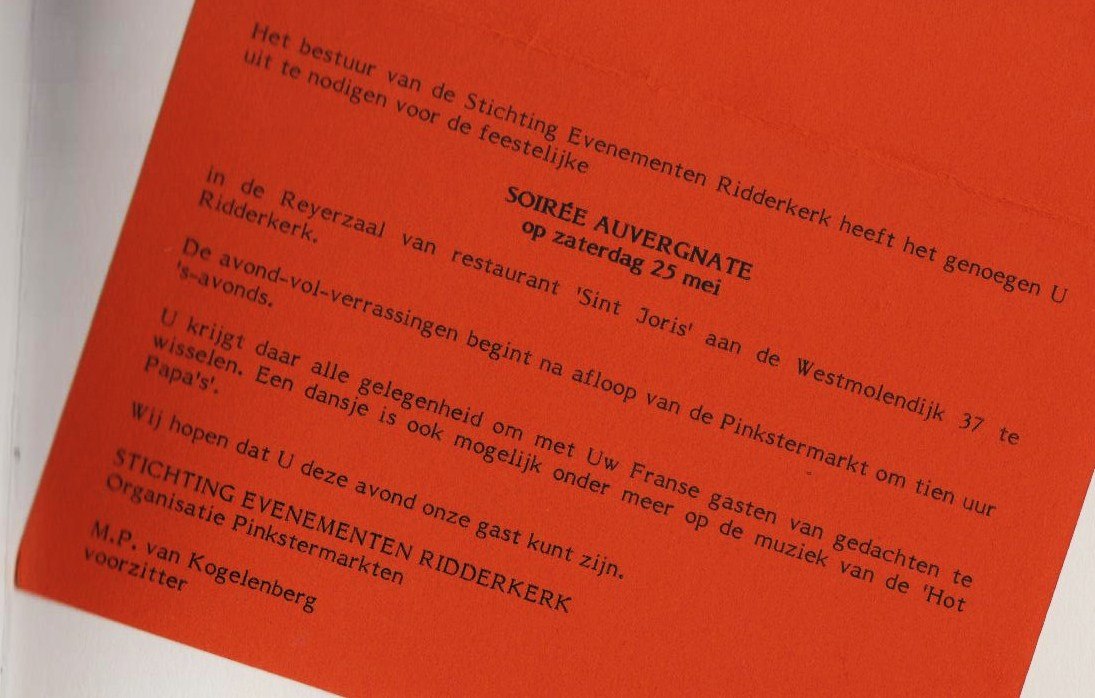 Het bestuur van de Stichting Evenementen Ridderkerk heeft het genoegen U
uit te nodigen voor de feestelijke
SOIRÉE AUVERGNATE
op zaterdag 25 mei
in de Reyerzaal van restaurant 'Sint Joris' aan de Westmolendijk 37 te
Ridderkerk.
De avond-vol-verrassingen begint na afloop van de Pinkstermarkt om tien uur
's-avonds.
U krijgt daar alle gelegenheid om met Uw Franse gasten van gedachten te
wisselen. Een dansje is ook mogelijk onder meer op de muziek van de 'Hot
Papa's'.
Wij hopen dat U deze avond onze gast kunt zijn.
STICHTING EVENEMENTEN RIDDERKERK
Organisatie Pinkstermarkten
M.P. van Kogelenberg
voorzitter